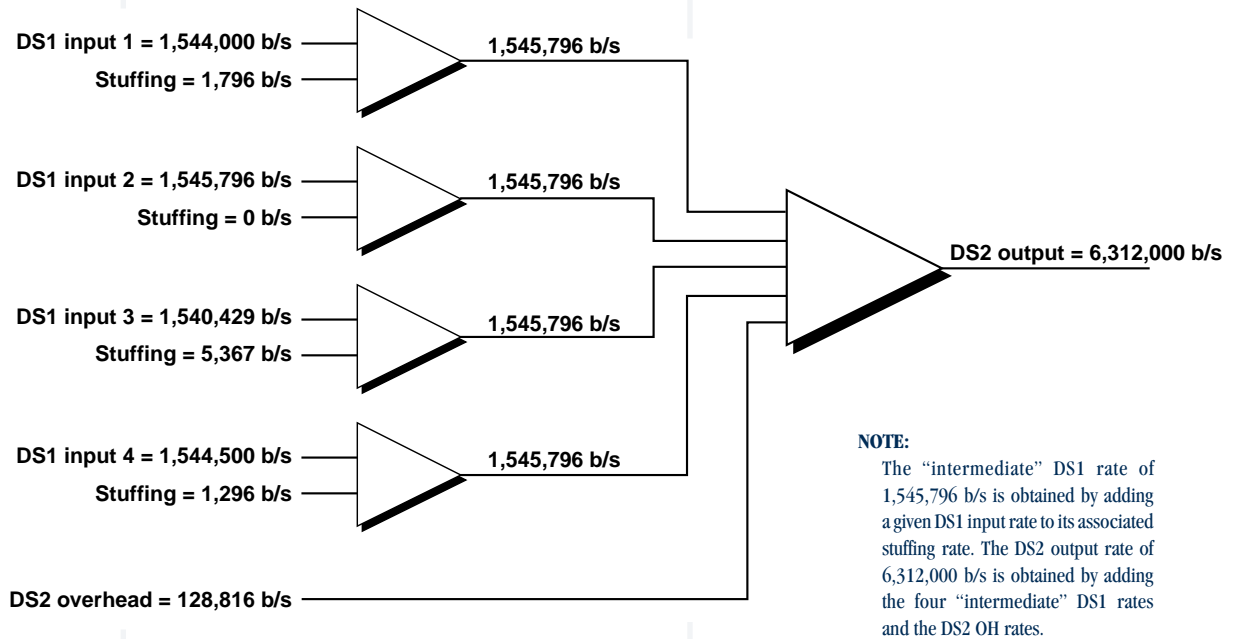 DS1 input 1 = 1,544,000 b/s
Stuffing = 1,796 b/s
1,545,796 b/s
DS1 input 2 = 1,545,796 b/s
Stuffing = 0 b/s
1,545,796 b/s
DS2 output = 6,312,000 b/s
DS1 input 3 = 1,540,429 b/s
Stuffing = 5,367 b/s
1,545,796 b/s
DS1 input 4 = 1,544,500 b/s
Stuffing = 1,296 b/s
1,545,796 b/s
DS2 overhead = 128,816 b/s
NOTE:
The “intermediate” DS1 rate of
1,545,796 b/s is obtained by adding
a given DS1 input rate to its associated
stuffing rate. The DS2 output rate of
6,312,000 b/s is obtained by adding
the four “intermediate” DS1 rates
and the DS2 OH rates.